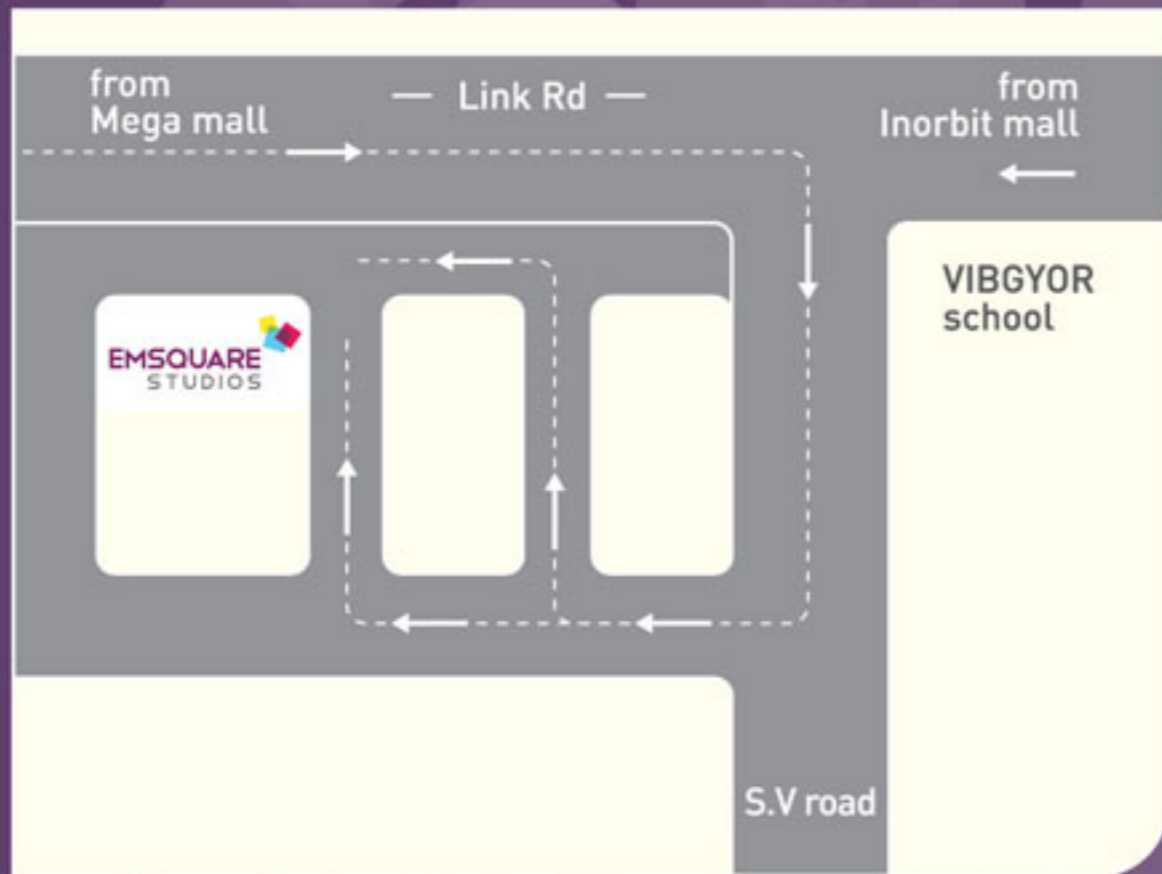 from
Mega mall
Link Rd
from
Inorbit mall
VIBGYOR
school
EMSQUARE
STUDIOS
S.V road